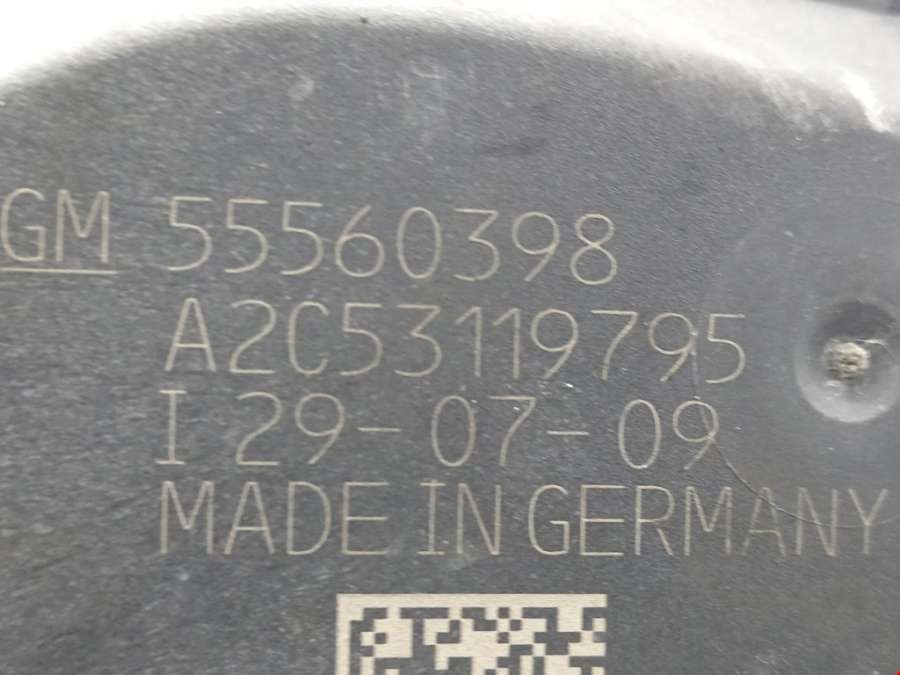 GM 55560398
A2C53119795
I 29-07-09
MADE IN GERMANY